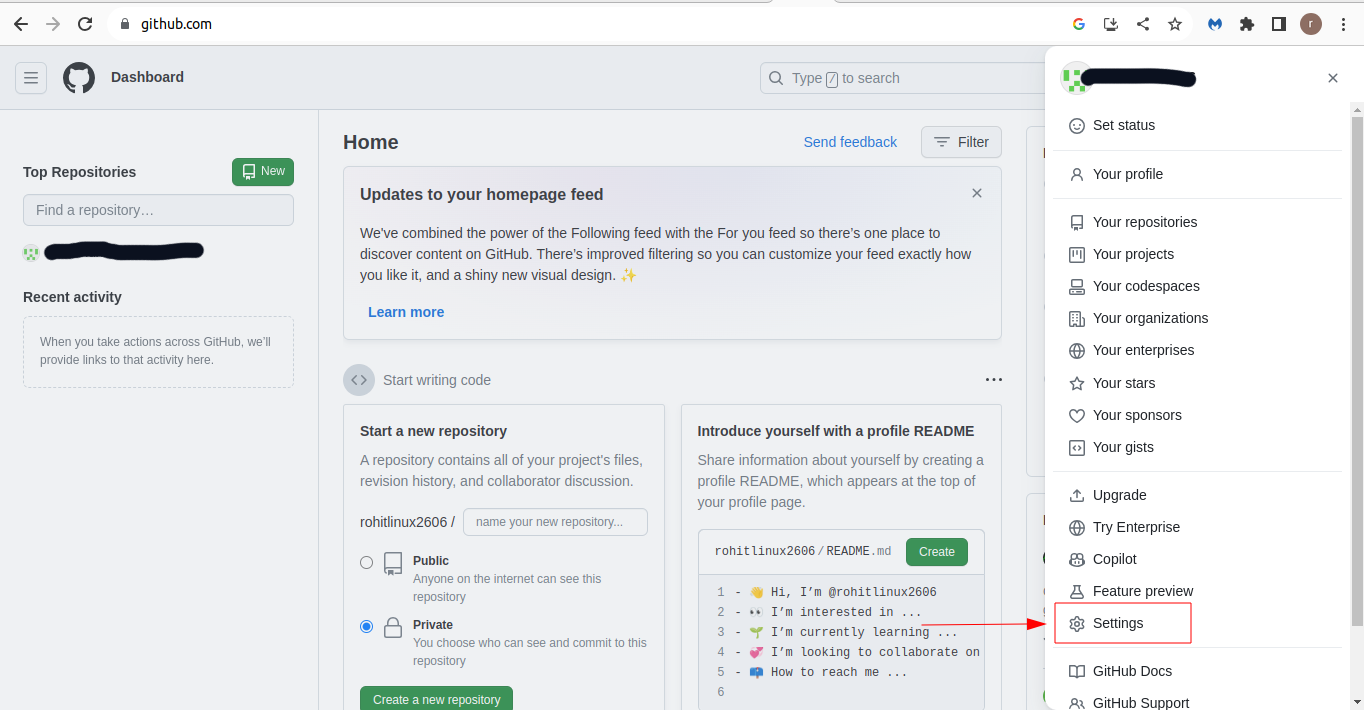 github.com
r
Dashboard
Type / to search
Top Repositories
New
Find a repository…
Recent activity
When you take actions across GitHub, we’ll
provide links to that activity here.
Home
Send feedback
Filter
Updates to your homepage feed
We've combined the power of the Following feed with the For you feed so there’s one place to
discover content on GitHub. There’s improved filtering so you can customize your feed exactly how
you like it, and a shiny new visual design. ✨
Learn more
Start writing code
Start a new repository
A repository contains all of your project's files,
revision history, and collaborator discussion.
rohitlinux2606 /
name your new repository...
Public
Anyone on the internet can see this
repository
Private
You choose who can see and commit to this
repository
Create a new repository
Introduce yourself with a profile README
Share information about yourself by creating a
profile README, which appears at the top of
your profile page.
rohitlinux2606/README.md
Create
1 - 👋 Hi, I’m @rohitlinux2606
2 - 👀 I’m interested in ...
3 - 🌱 I’m currently learning ...
4 - 💞️ I’m looking to collaborate on
5 - 📫 How to reach me ...
6
Set status
Your profile
Your repositories
Your projects
Your codespaces
Your organizations
Your enterprises
Your stars
Your sponsors
Your gists
Upgrade
Try Enterprise
Copilot
Feature preview
Settings
GitHub Docs
GitHub Support